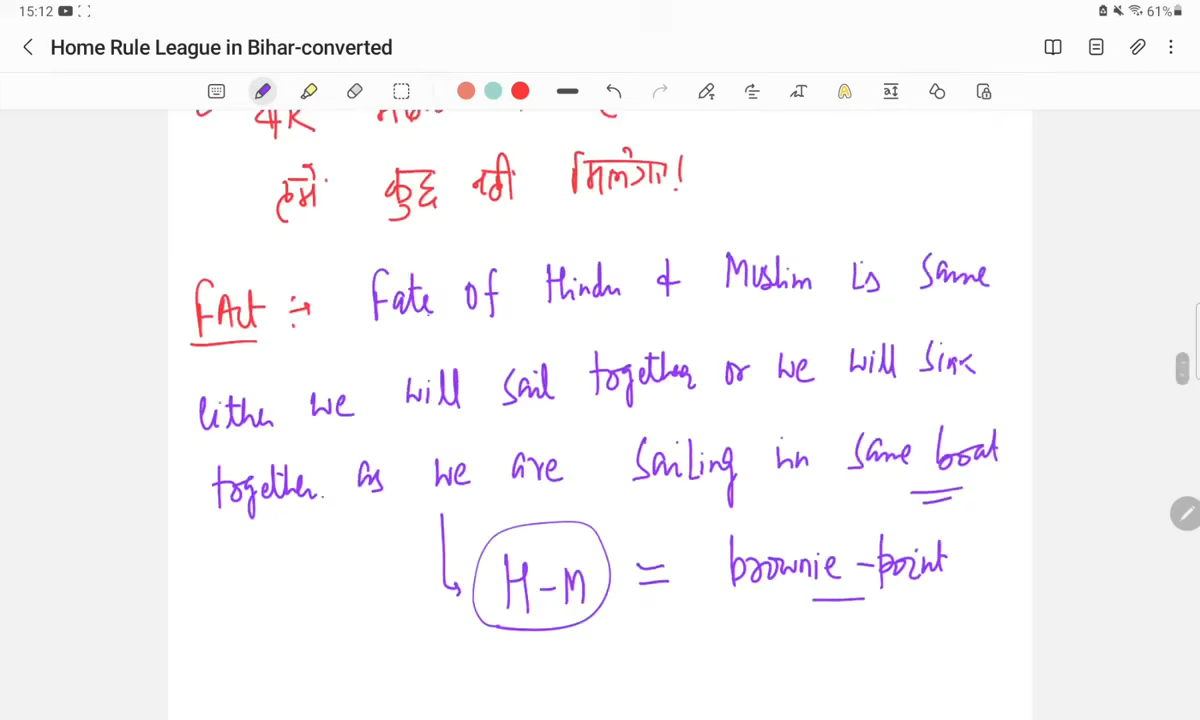 15:12
61%
Home Rule League in Bihar-converted
हमें कुछ नहीं मिलेगा!
FAct :→ Fate of Hindu & Muslim is same
either we will sail together or we will sink
together. As we are sailing in same boat
H-M = brownie-point